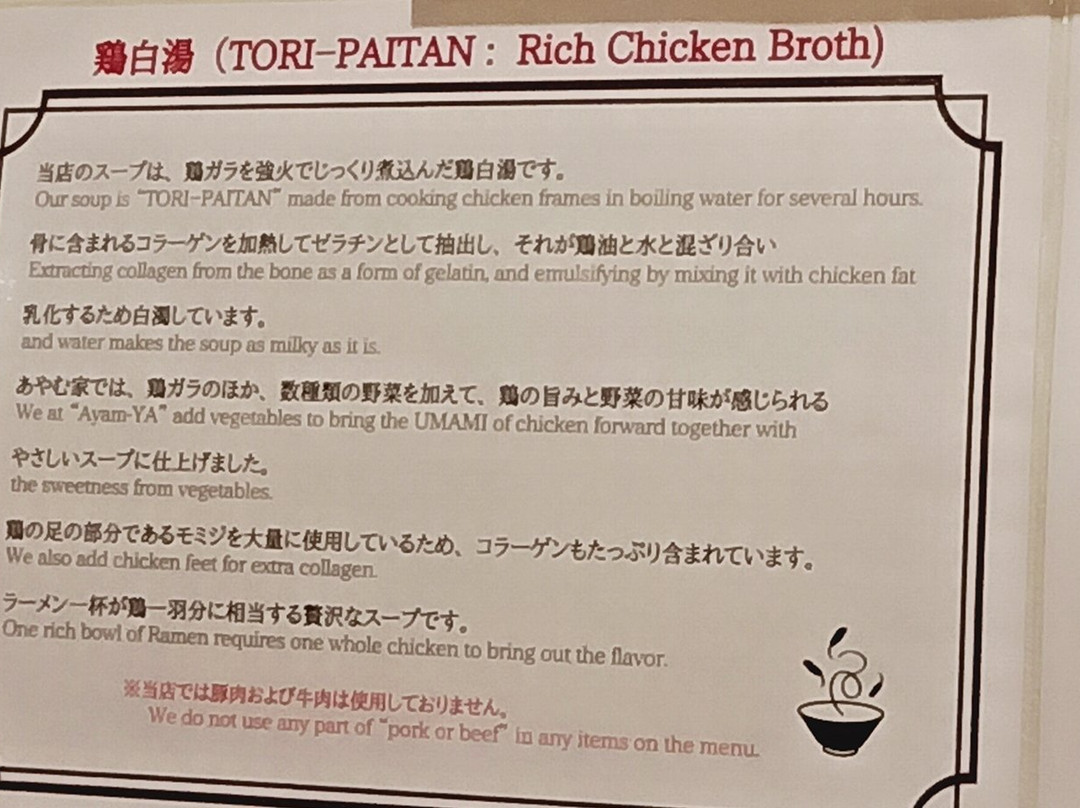 鶏白湯（TORI-PAITAN : Rich Chicken Broth）
当店のスープは、鶏ガラを強火でじっくり煮込んだ鶏白湯です。
Our soup is "TORI-PAITAN" made from cooking chicken frames in boiling water for several hours.
骨に含まれるコラーゲンを加熱してゼラチンとして抽出し、それが鶏油と水と混ざり合い
Extracting collagen from the bone as a form of gelatin, and emulsifying by mixing it with chicken fat
乳化するため白濁しています。
and water makes the soup as milky as it is.
あやむ家では、鶏ガラのほか、数種類の野菜を加えて、鶏の旨みと野菜の甘味が感じられる
We at "Ayam-YA" add vegetables to bring the UMAMI of chicken forward together with
やさしいスープに仕上げました。
the sweetness from vegetables.
鶏の足の部分であるモミジを大量に使用しているため、コラーゲンもたっぷり含まれています。
We also add chicken feet for extra collagen.
ラーメン一杯が鶏一羽分に相当する贅沢なスープです。
One rich bowl of Ramen requires one whole chicken to bring out the flavor.
※当店では豚肉および牛肉は使用しておりません。
We do not use any part of "pork or beef" in any items on the menu.